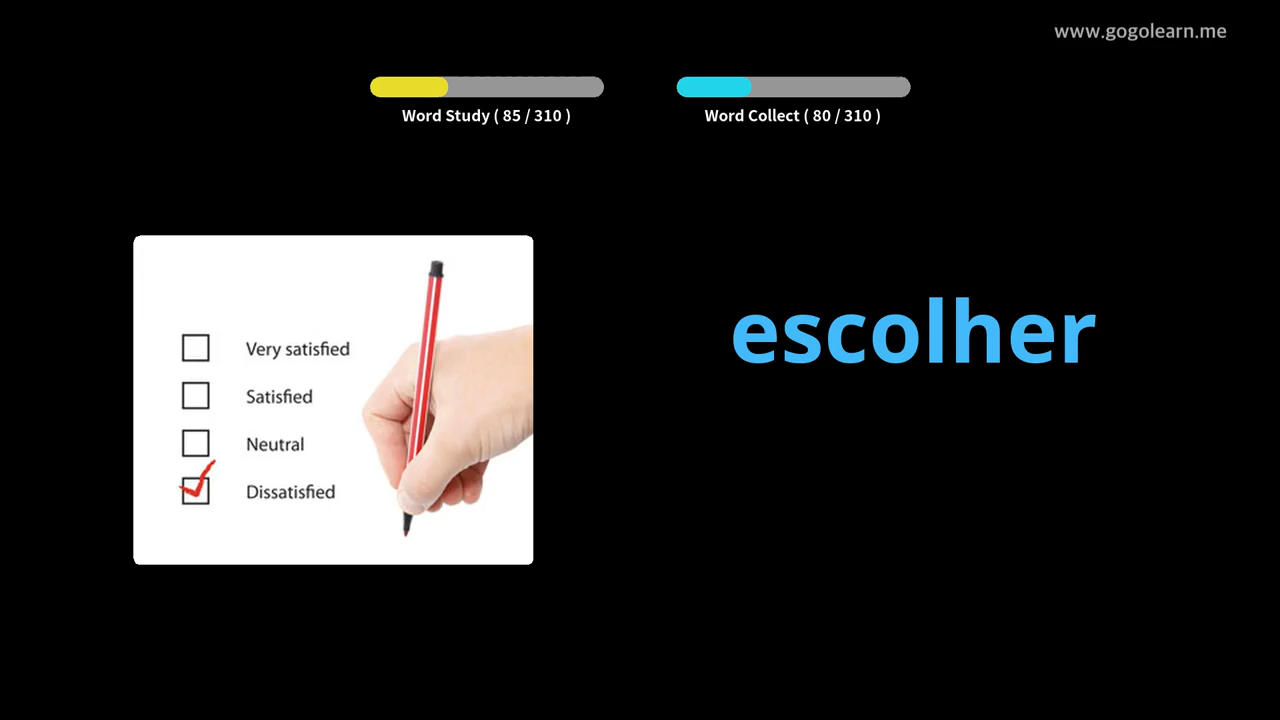 www.gogolearn.me
Word Study ( 85 / 310 )
Word Collect ( 80 / 310 )
Very satisfied
Satisfied
Neutral
Dissatisfied
escolher